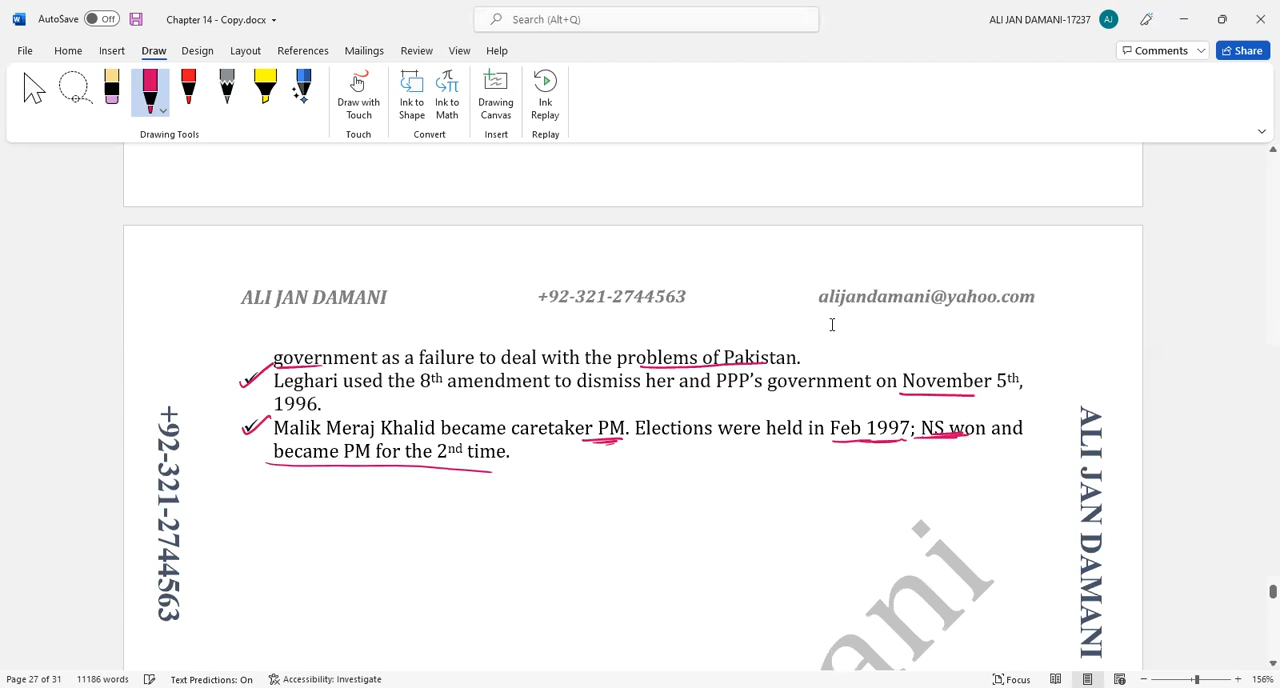 AutoSave Off Chapter 14 - Copy.docx Search (Alt+Q) ALI JAN DAMANI-17237 AJ
File Home Insert Draw Design Layout References Mailings Review View Help Comments Share
Draw with Touch Ink to Shape Ink to Math Drawing Canvas Ink Replay
Drawing Tools Touch Convert Insert Replay
ALI JAN DAMANI +92-321-2744563 alijandamani@yahoo.com
government as a failure to deal with the problems of Pakistan.
Leghari used the 8th amendment to dismiss her and PPP's government on November 5th,
1996.
Malik Meraj Khalid became caretaker PM. Elections were held in Feb 1997; NS won and
became PM for the 2nd time.
+92-321-2744563
ALI JAN DAMANI
ani
Page 27 of 31 11186 words Text Predictions: On Accessibility: Investigate Focus 156%